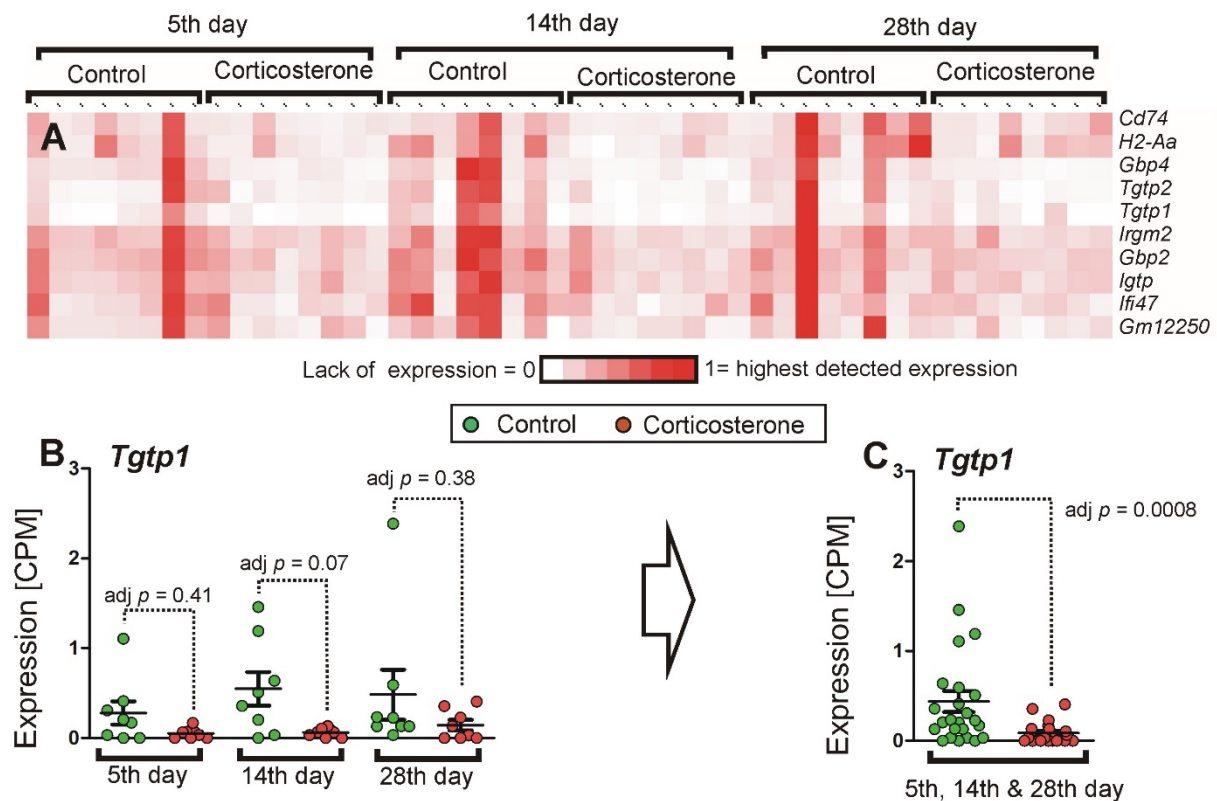 5th day 14th day 28th day
Control Corticosterone Control Corticosterone Control Corticosterone
A
Cd74
H2-Aa
Gbp4
Tgtp2
Tgtp1
Irgm2
Gbp2
Igtp
Ifi47
Gm12250
Lack of expression = 0 1= highest detected expression
Control Corticosterone
B Tgtp1
Expression [CPM]
3
2
1
0
adj p = 0.41
adj p = 0.07
adj p = 0.38
5th day 14th day 28th day
C Tgtp1
Expression [CPM]
3
2
1
0
adj p = 0.0008
5th, 14th & 28th day